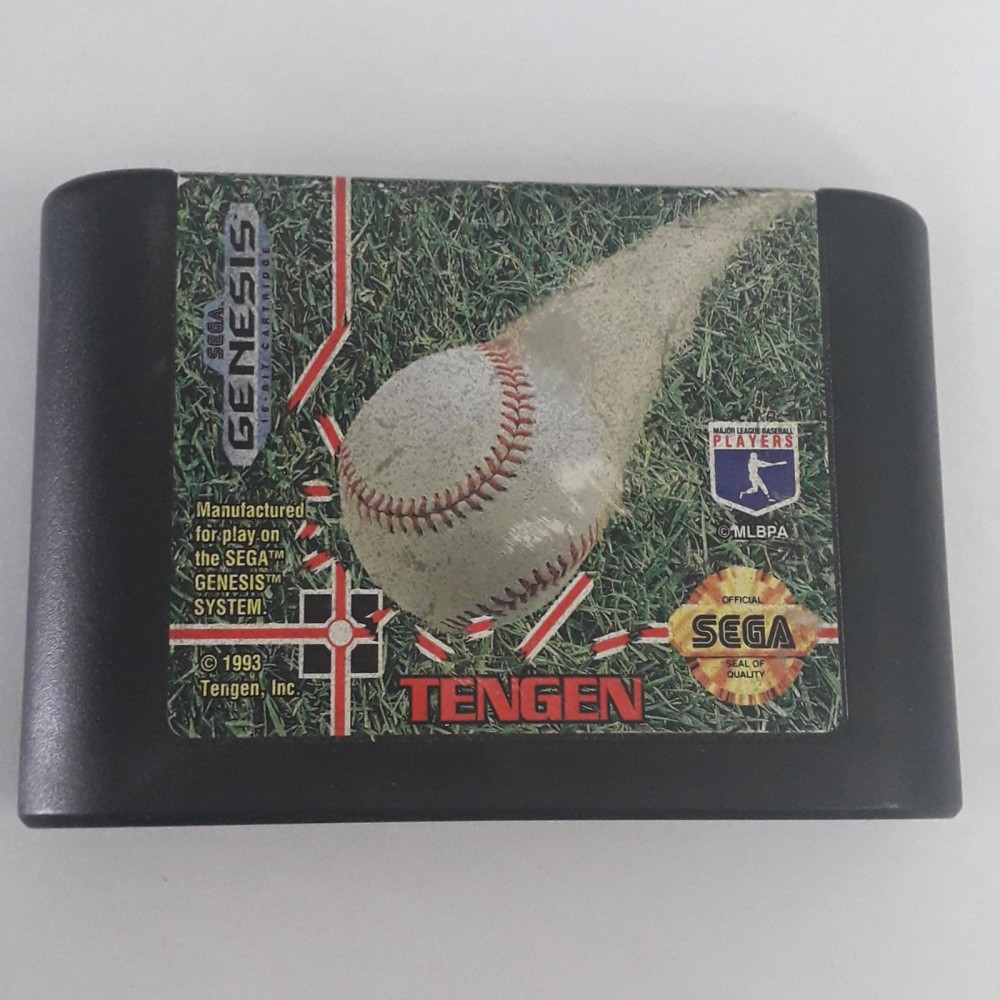 SEGA
GENESIS
16-BIT CARTRIDGE
Manufactured
for play on
the SEGA™
GENESIS™
SYSTEM.
© 1993
Tengen, Inc.
TENGEN
MAJOR LEAGUE BASEBALL
PLAYERS
© MLBPA
OFFICIAL
SEGA
SEAL OF
QUALITY